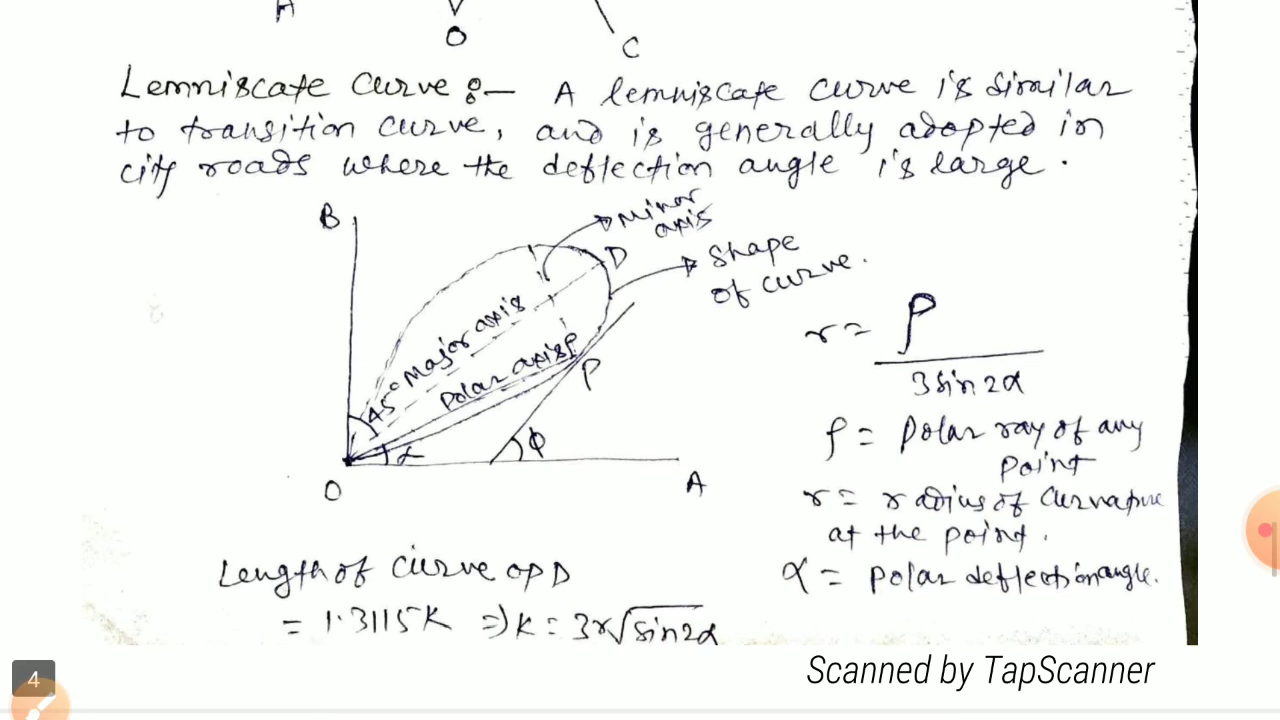 A
O
C
Lemniscate Curve :— A lemniscate curve is similar
to transition curve, and is generally adopted in
city roads where the deflection angle is large.
B
Minor
axis
D
Shape
of curve.
Major axis
45°
Polar axis ρ
P
α
ϕ
O
A
r = ρ
3 sin 2α
ρ = Polar ray of any
point
r = radius of curvature
at the point.
α = Polar deflection angle.
Length of curve OPD
= 1.3115K ⇒ K = 3r√sin2α
Scanned by TapScanner
4